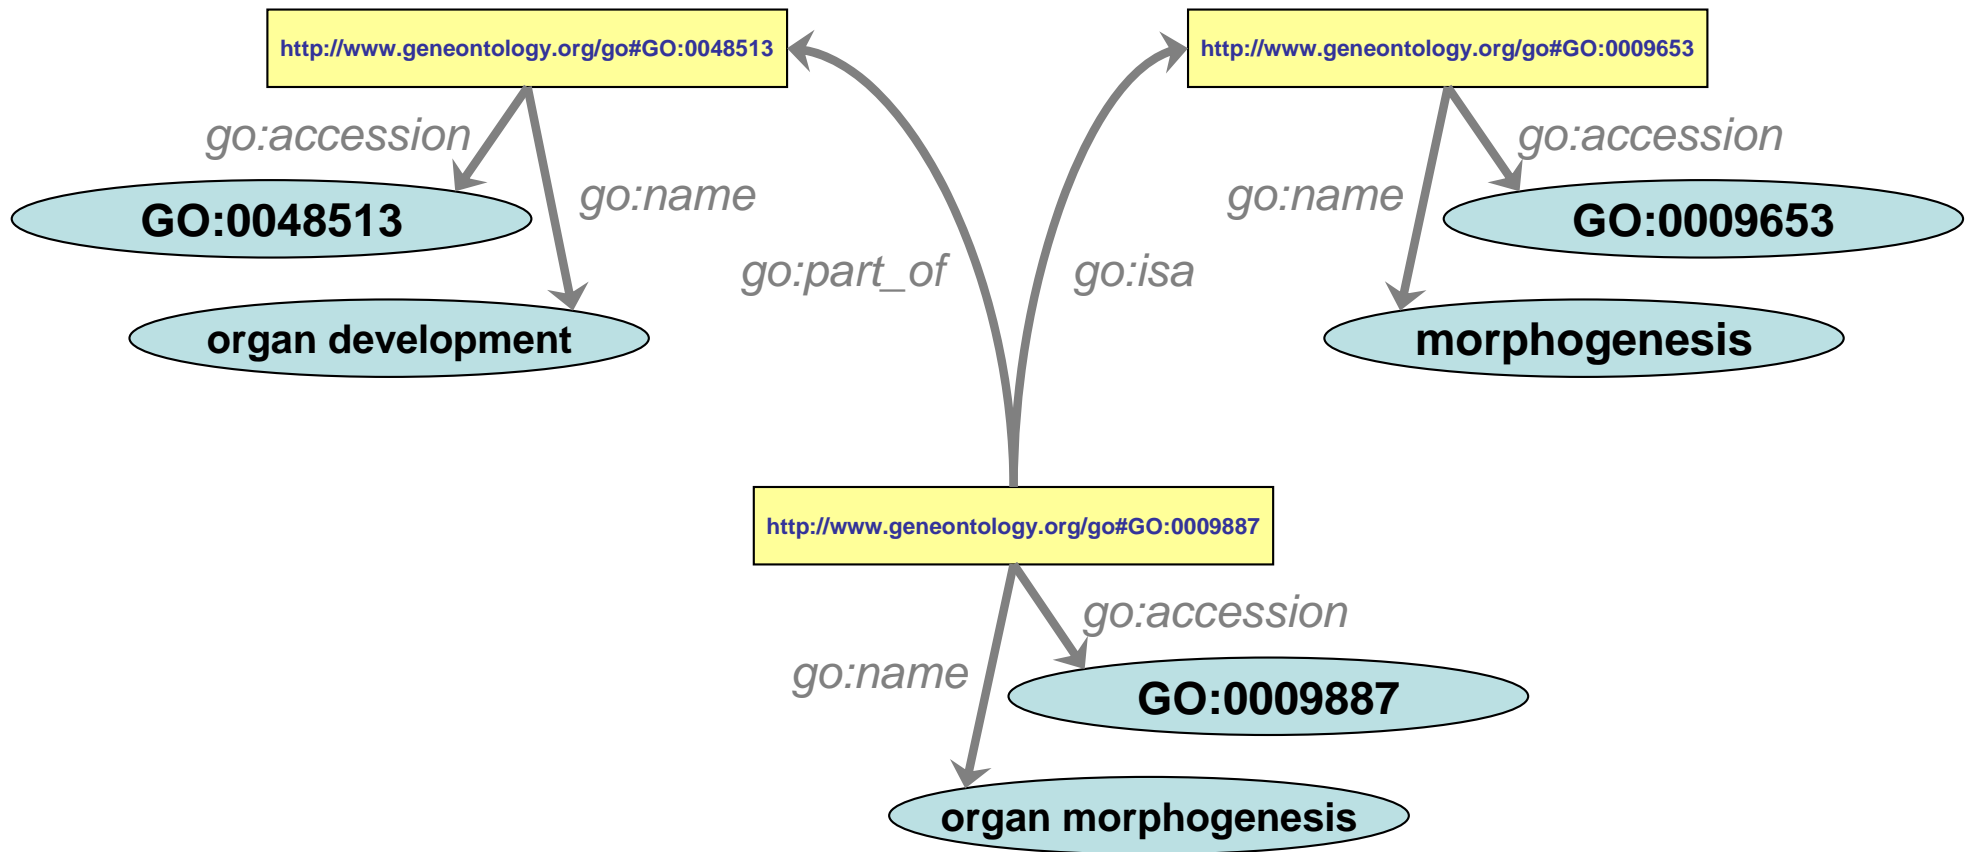 http://www.geneontology.org/go#GO:0048513
http://www.geneontology.org/go#GO:0009653
go:accession
go:accession
go:name
go:name
GO:0048513
GO:0009653
go:part_of
go:isa
organ development
morphogenesis
http://www.geneontology.org/go#GO:0009887
go:accession
go:name
GO:0009887
organ morphogenesis